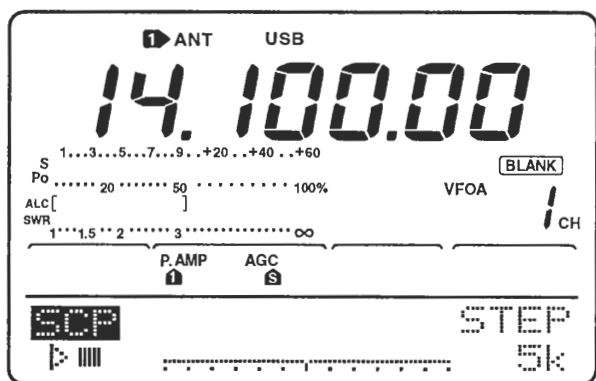 1 ANT USB
14.100.00
S 1...3...5...7...9..+20..+40..+60
BLANK
Po ...... 20 ...... 50 ......... 100%
VFOA
1 CH
ALC [ ]
SWR 1...1.5..2 ...... 3 ......... ∞
P.AMP AGC
1 S
SCP STEP
5k